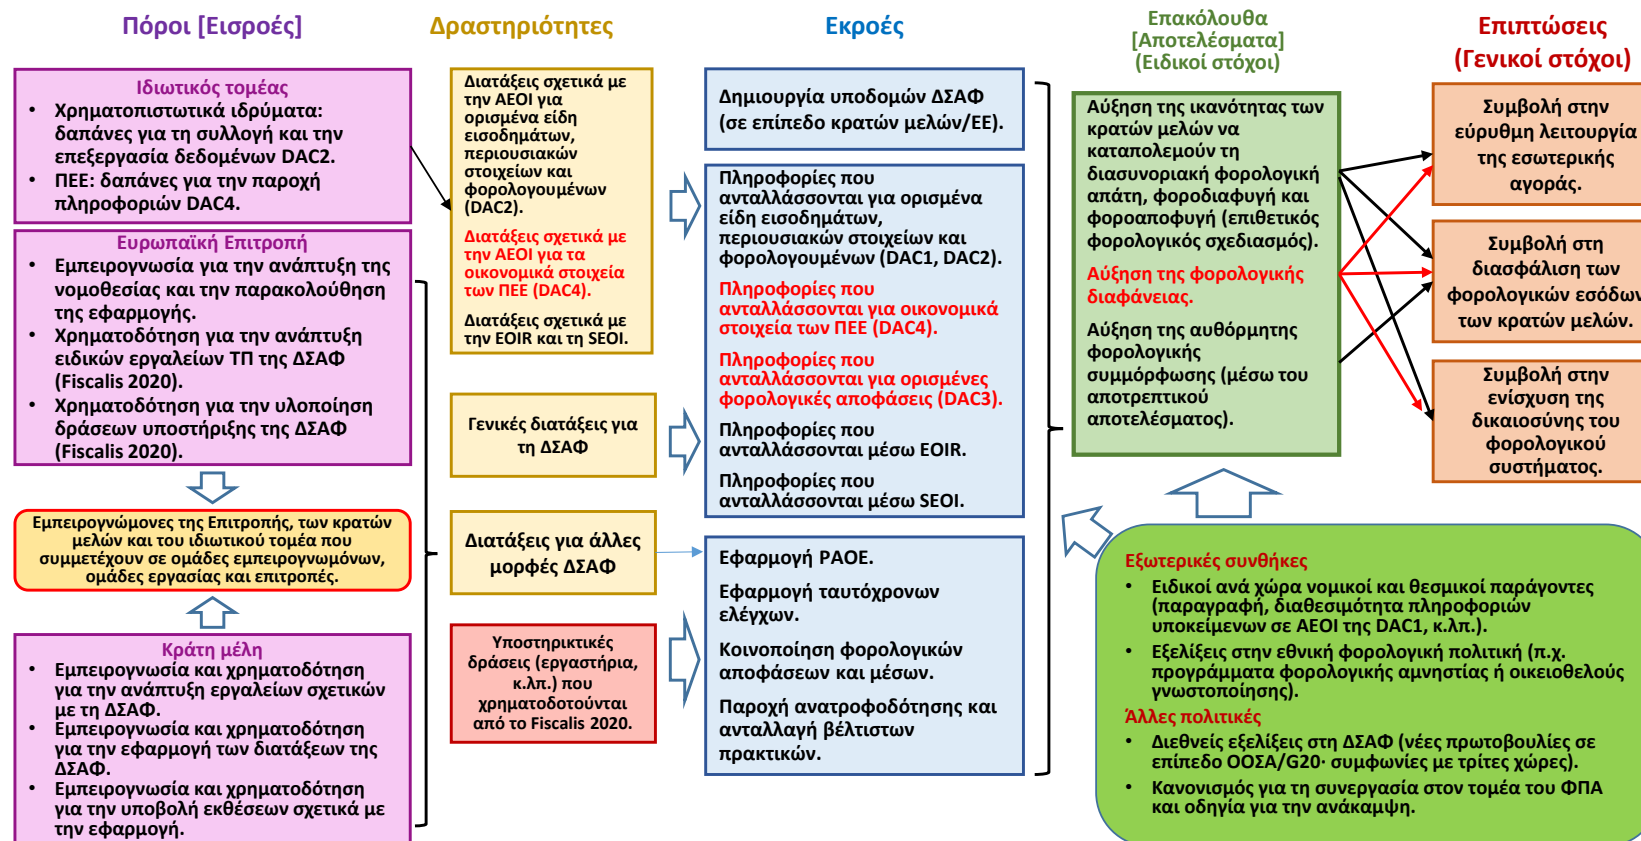 Πόροι [Εισροές]
Ιδιωτικός τομέας
• Χρηματοπιστωτικά ιδρύματα:
δαπάνες για τη συλλογή και την
επεξεργασία δεδομένων DAC2.
• ΠΕΕ: δαπάνες για την παροχή
πληροφοριών DAC4.
Ευρωπαϊκή Επιτροπή
• Εμπειρογνωσία για την ανάπτυξη της
νομοθεσίας και την παρακολούθηση
της εφαρμογής.
• Χρηματοδότηση για την ανάπτυξη
ειδικών εργαλείων ΤΠ της ΔΣΑΦ
(Fiscalis 2020).
• Χρηματοδότηση για την υλοποίηση
δράσεων υποστήριξης της ΔΣΑΦ
(Fiscalis 2020).
Εμπειρογνώμονες της Επιτροπής, των κρατών
μελών και του ιδιωτικού τομέα που
συμμετέχουν σε ομάδες εμπειρογνωμόνων,
ομάδες εργασίας και επιτροπές.
Κράτη μέλη
• Εμπειρογνωσία και χρηματοδότηση
για την ανάπτυξη εργαλείων σχετικών
με τη ΔΣΑΦ.
• Εμπειρογνωσία και χρηματοδότηση
για την εφαρμογή των διατάξεων της
ΔΣΑΦ.
• Εμπειρογνωσία και χρηματοδότηση
για την υποβολή εκθέσεων σχετικά με
την εφαρμογή.
Δραστηριότητες
Διατάξεις σχετικά με
την AEOI για
ορισμένα είδη
εισοδημάτων,
περιουσιακών
στοιχείων και
φορολογουμένων
(DAC2).
Διατάξεις σχετικά με
την AEOI για τα
οικονομικά στοιχεία
των ΠΕΕ (DAC4).
Διατάξεις σχετικά με
την EOIR και τη SEOI.
Γενικές διατάξεις για
τη ΔΣΑΦ
Διατάξεις για άλλες
μορφές ΔΣΑΦ
Υποστηρικτικές
δράσεις (εργαστήρια,
κ.λπ.) που
χρηματοδοτούνται
από το Fiscalis 2020.
Εκροές
Δημιουργία υποδομών ΔΣΑΦ
(σε επίπεδο κρατών μελών/ΕΕ).
Πληροφορίες που
ανταλλάσσονται για ορισμένα
είδη εισοδημάτων,
περιουσιακών στοιχείων και
φορολογουμένων (DAC1, DAC2).
Πληροφορίες που
ανταλλάσσονται για οικονομικά
στοιχεία των ΠΕΕ (DAC4).
Πληροφορίες που
ανταλλάσσονται για ορισμένες
φορολογικές αποφάσεις (DAC3).
Πληροφορίες που
ανταλλάσσονται μέσω EOIR.
Πληροφορίες που
ανταλλάσσονται μέσω SEOI.
Εφαρμογή PAOE.
Εφαρμογή ταυτόχρονων
ελέγχων.
Κοινοποίηση φορολογικών
αποφάσεων και μέσων.
Παροχή ανατροφοδότησης και
ανταλλαγή βέλτιστων
πρακτικών.
Επακόλουθα
[Αποτελέσματα]
(Ειδικοί στόχοι)
Αύξηση της ικανότητας των
κρατών μελών να
καταπολεμούν τη
διασυνοριακή φορολογική
απάτη, φοροδιαφυγή και
φοροαποφυγή (επιθετικός
φορολογικός σχεδιασμός).
Αύξηση της φορολογικής
διαφάνειας.
Αύξηση της αυθόρμητης
φορολογικής
συμμόρφωσης (μέσω του
αποτρεπτικού
αποτελέσματος).
Επιπτώσεις
(Γενικοί στόχοι)
Συμβολή στην
εύρυθμη λειτουργία
της εσωτερικής
αγοράς.
Συμβολή στη
διασφάλιση των
φορολογικών εσόδων
των κρατών μελών.
Συμβολή στην
ενίσχυση της
δικαιοσύνης του
φορολογικού
συστήματος.
Εξωτερικές συνθήκες
• Ειδικοί ανά χώρα νομικοί και θεσμικοί παράγοντες
(παραγραφή, διαθεσιμότητα πληροφοριών
υποκείμενων σε AEOI της DAC1, κ.λπ.).
• Εξελίξεις στην εθνική φορολογική πολιτική (π.χ.
προγράμματα φορολογικής αμνηστίας ή οικειοθελούς
γνωστοποίησης).
Άλλες πολιτικές
• Διεθνείς εξελίξεις στη ΔΣΑΦ (νέες πρωτοβουλίες σε
επίπεδο ΟΟΣΑ/G20· συμφωνίες με τρίτες χώρες).
• Κανονισμός για τη συνεργασία στον τομέα του ΦΠΑ
και οδηγία για την ανάκαμψη.